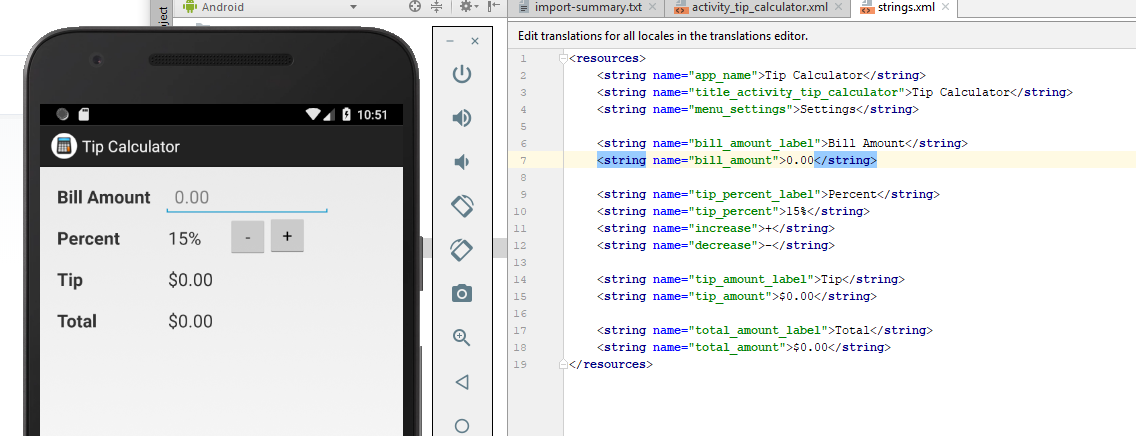 ject
Android
import-summary.txt
activity_tip_calculator.xml
strings.xml
Edit translations for all locales in the translations editor.
10:51
Tip Calculator
Bill Amount 0.00
Percent 15% - +
Tip $0.00
Total $0.00
1 <resources>
2 <string name="app_name">Tip Calculator</string>
3 <string name="title_activity_tip_calculator">Tip Calculator</string>
4 <string name="menu_settings">Settings</string>
5
6 <string name="bill_amount_label">Bill Amount</string>
7 <string name="bill_amount">0.00</string>
8
9 <string name="tip_percent_label">Percent</string>
10 <string name="tip_percent">15%</string>
11 <string name="increase">+</string>
12 <string name="decrease">-</string>
13
14 <string name="tip_amount_label">Tip</string>
15 <string name="tip_amount">$0.00</string>
16
17 <string name="total_amount_label">Total</string>
18 <string name="total_amount">$0.00</string>
19 </resources>